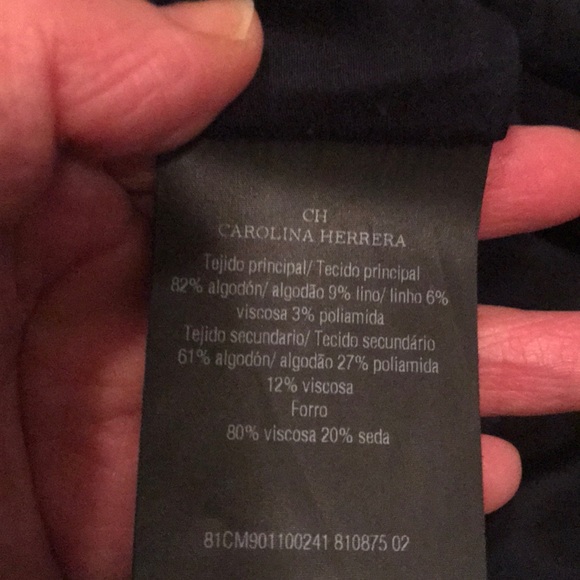 CH
CAROLINA HERRERA
Tejido principal/ Tecido principal
82% algodón/ algodão 9% lino/ linho 6%
viscosa 3% poliamida
Tejido secundario/ Tecido secundário
61% algodón/ algodão 27% poliamida
12% viscosa
Forro
80% viscosa 20% seda
81CM901100241 810875 02